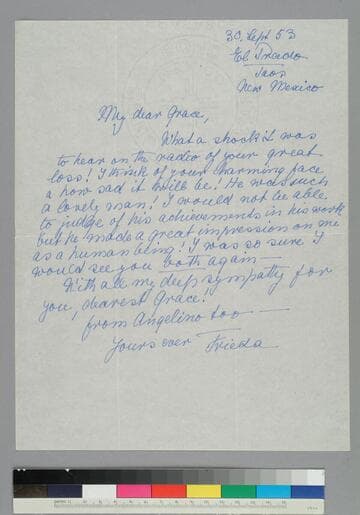 30. Sept 53
El Prado
Taos
New Mexico
My dear Grace,
What a shock it was
to hear on the radio of your great
loss! I think of your charming face
a how sad it will be! He was such
a lovely man! I would not be able
to judge of his achievements in his work
but he made a great impression on me
as a human being! I was so sure I
would see you both again —
With all my deep sympathy for
you, dearest Grace!
from Angelino too —
Yours ever Frieda